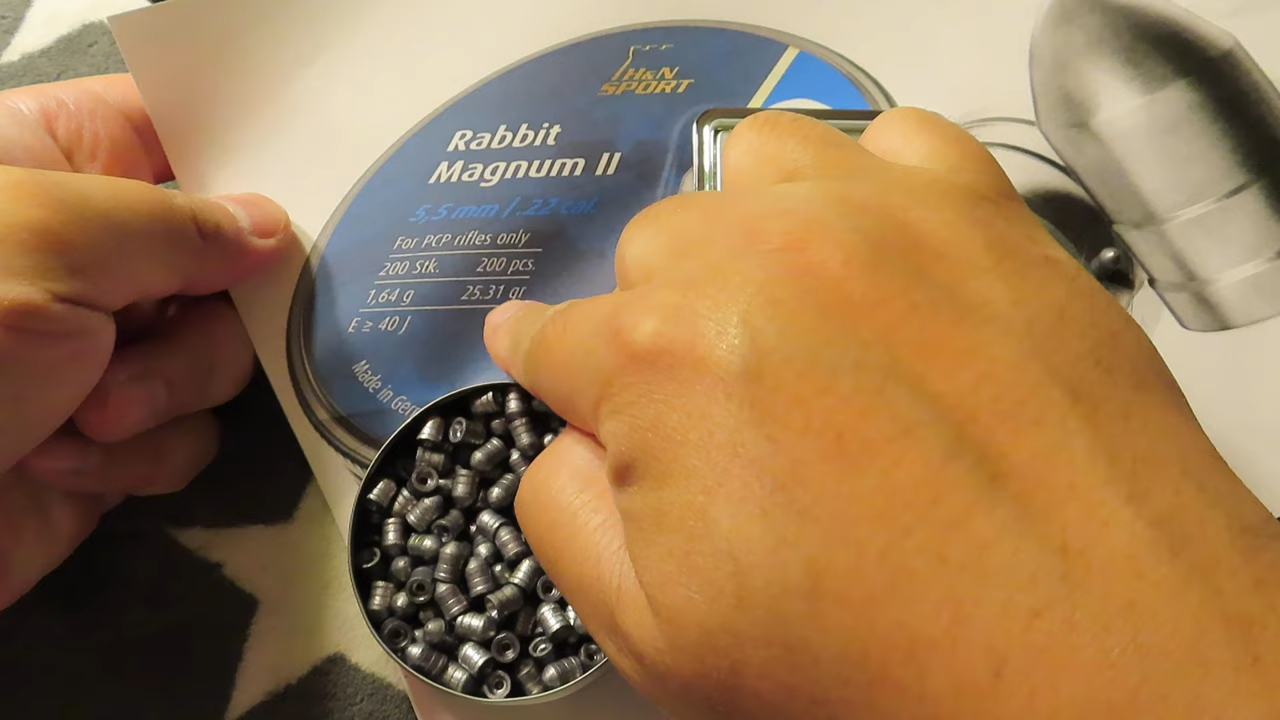 H&N
SPORT
Rabbit
Magnum II
5,5 mm / .22 cal.
For PCP rifles only
200 Stk. 200 pcs.
1,64 g 25.31 gr
E ≥ 40 J
Made in